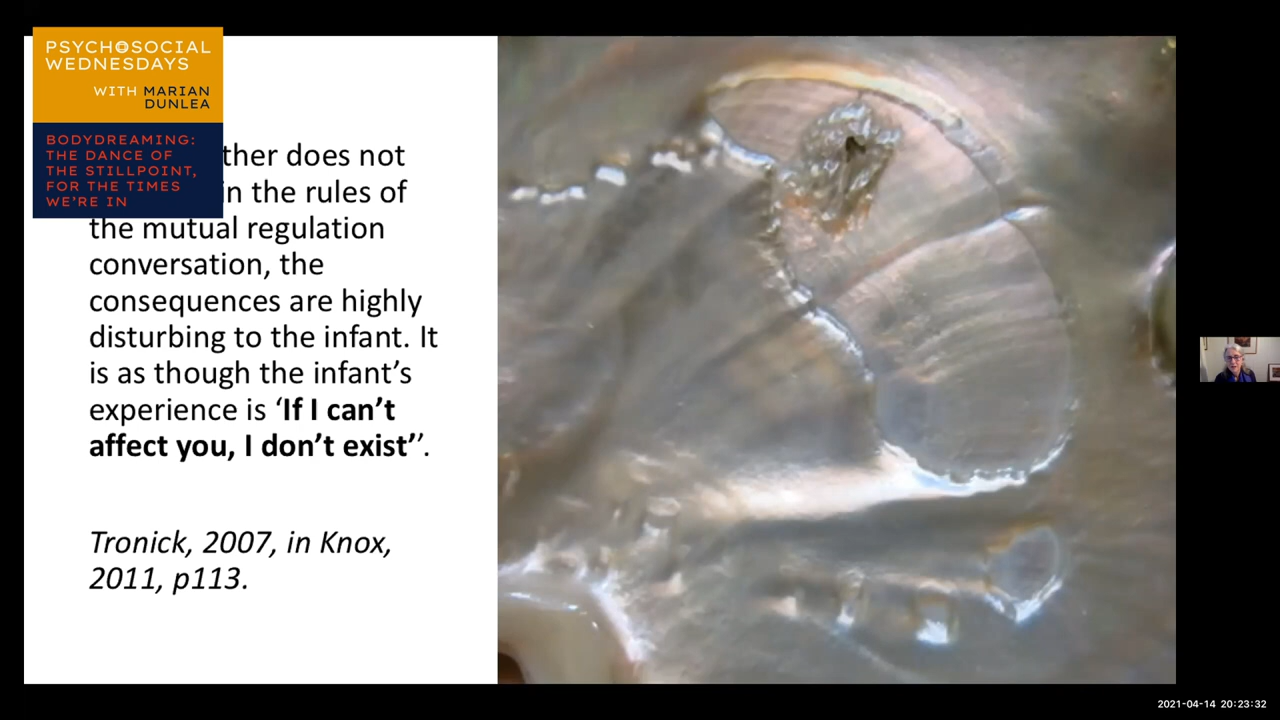 PSYCHOSOCIAL
WEDNESDAYS
WITH MARIAN
DUNLEA
BODYDREAMING:
THE DANCE OF
THE STILLPOINT,
FOR THE TIMES
WE'RE IN
ther does not
in the rules of
the mutual regulation
conversation, the
consequences are highly
disturbing to the infant. It
is as though the infant’s
experience is ‘If I can’t
affect you, I don’t exist’’.
Tronick, 2007, in Knox,
2011, p113.
2021-04-14 20:23:32